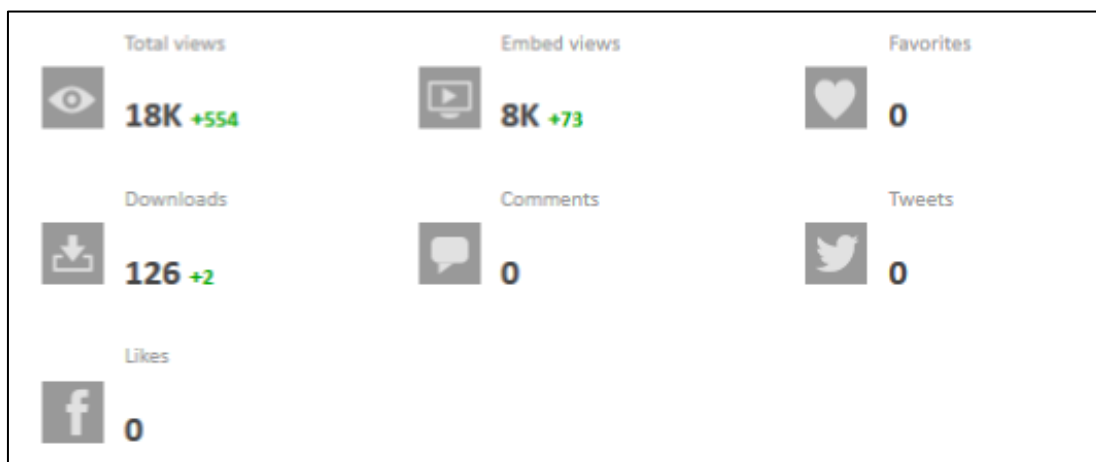 Total views
Embed views
Favorites
18K +554
8K +73
0
Downloads
Comments
Tweets
126 +2
0
0
Likes
0